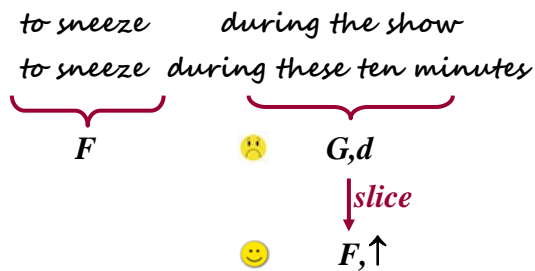 to sneeze during the show
to sneeze during these ten minutes
F G,d
slice
F,↑